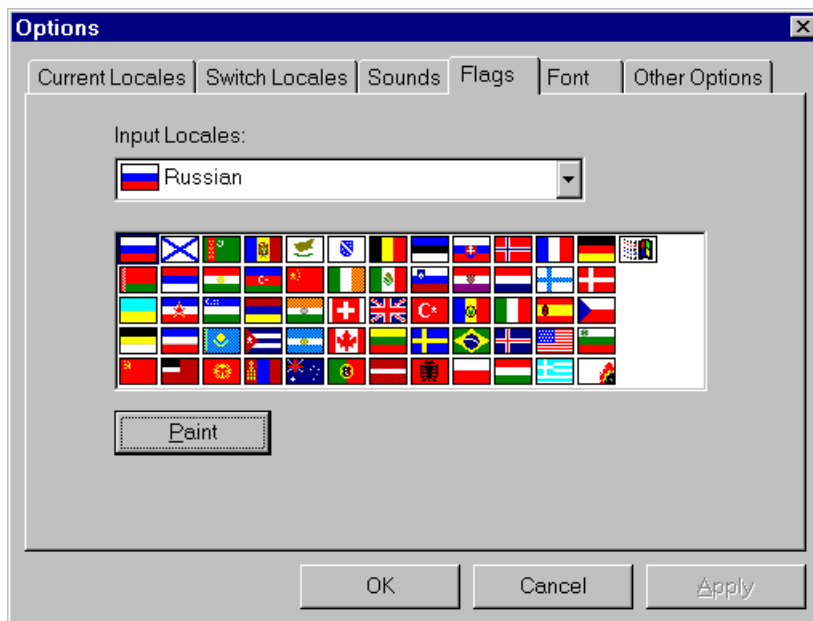 Options
Current Locales Switch Locales Sounds Flags Font Other Options
Input Locales:
Russian
Paint
OK Cancel Apply